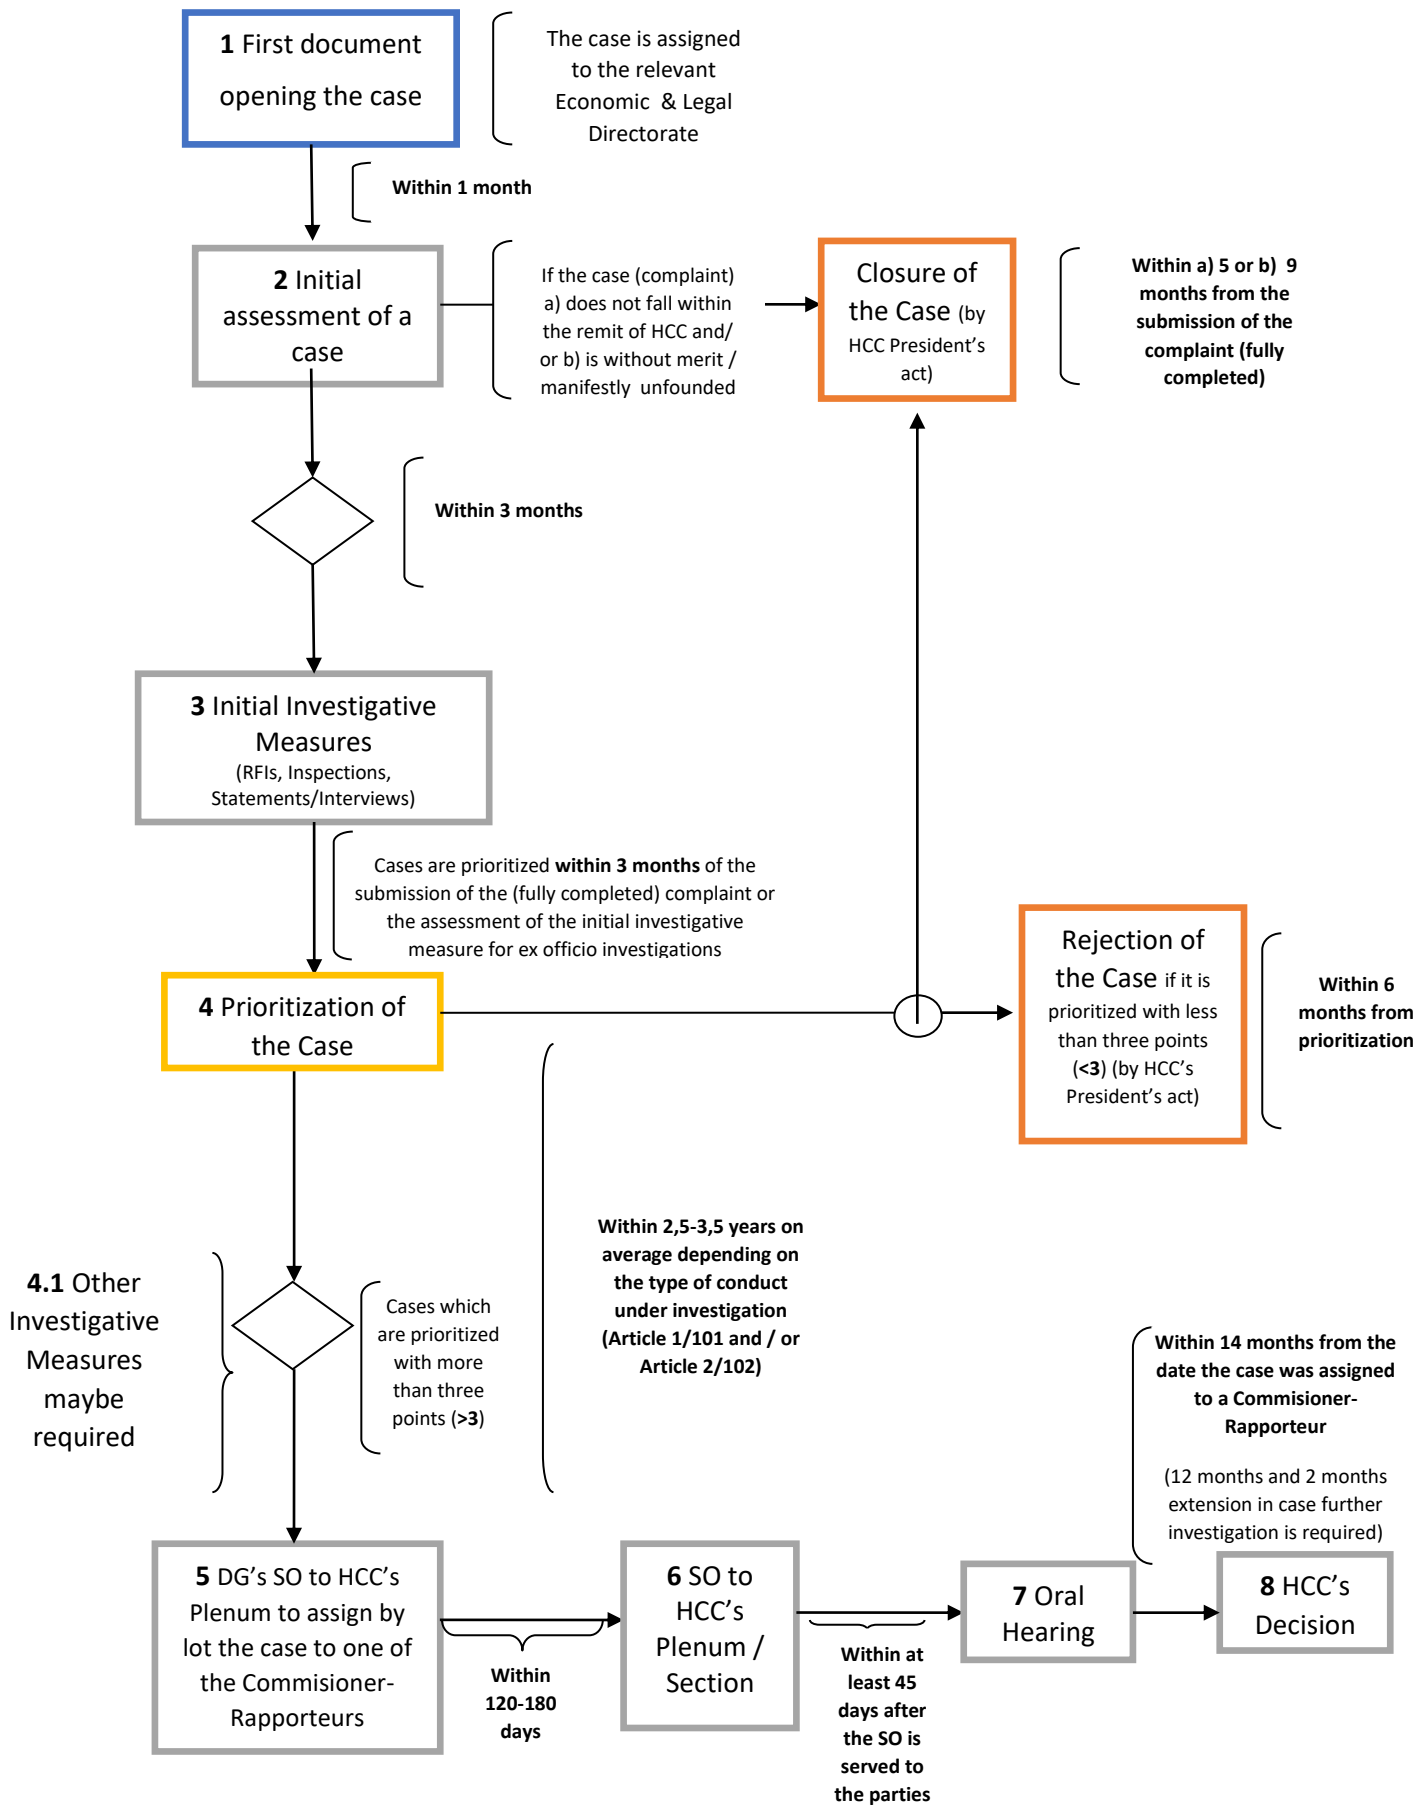 1 First document
opening the case
The case is assigned
to the relevant
Economic & Legal
Directorate
Within 1 month
2 Initial
assessment of a
case
If the case (complaint)
a) does not fall within
the remit of HCC and/
or b) is without merit /
manifestly unfounded
Closure of
the Case (by
HCC President’s
act)
Within a) 5 or b) 9
months from the
submission of the
complaint (fully
completed)
Within 3 months
3 Initial Investigative
Measures
(RFIs, Inspections,
Statements/Interviews)
Cases are prioritized within 3 months of the
submission of the (fully completed) complaint or
the assessment of the initial investigative
measure for ex officio investigations
4 Prioritization of
the Case
Rejection of
the Case if it is
prioritized with less
than three points
(<3) (by HCC’s
President’s act)
Within 6
months from
prioritization
Within 2,5-3,5 years on
average depending on
the type of conduct
under investigation
(Article 1/101 and / or
Article 2/102)
4.1 Other
Investigative
Measures
maybe
required
Cases which
are prioritized
with more
than three
points (>3)
Within 14 months from the
date the case was assigned
to a Commisioner-
Rapporteur
(12 months and 2 months
extension in case further
investigation is required)
5 DG’s SO to HCC’s
Plenum to assign by
lot the case to one of
the Commisioner-
Rapporteurs
Within
120-180
days
6 SO to
HCC’s
Plenum /
Section
Within at
least 45
days after
the SO is
served to
the parties
7 Oral
Hearing
8 HCC’s
Decision